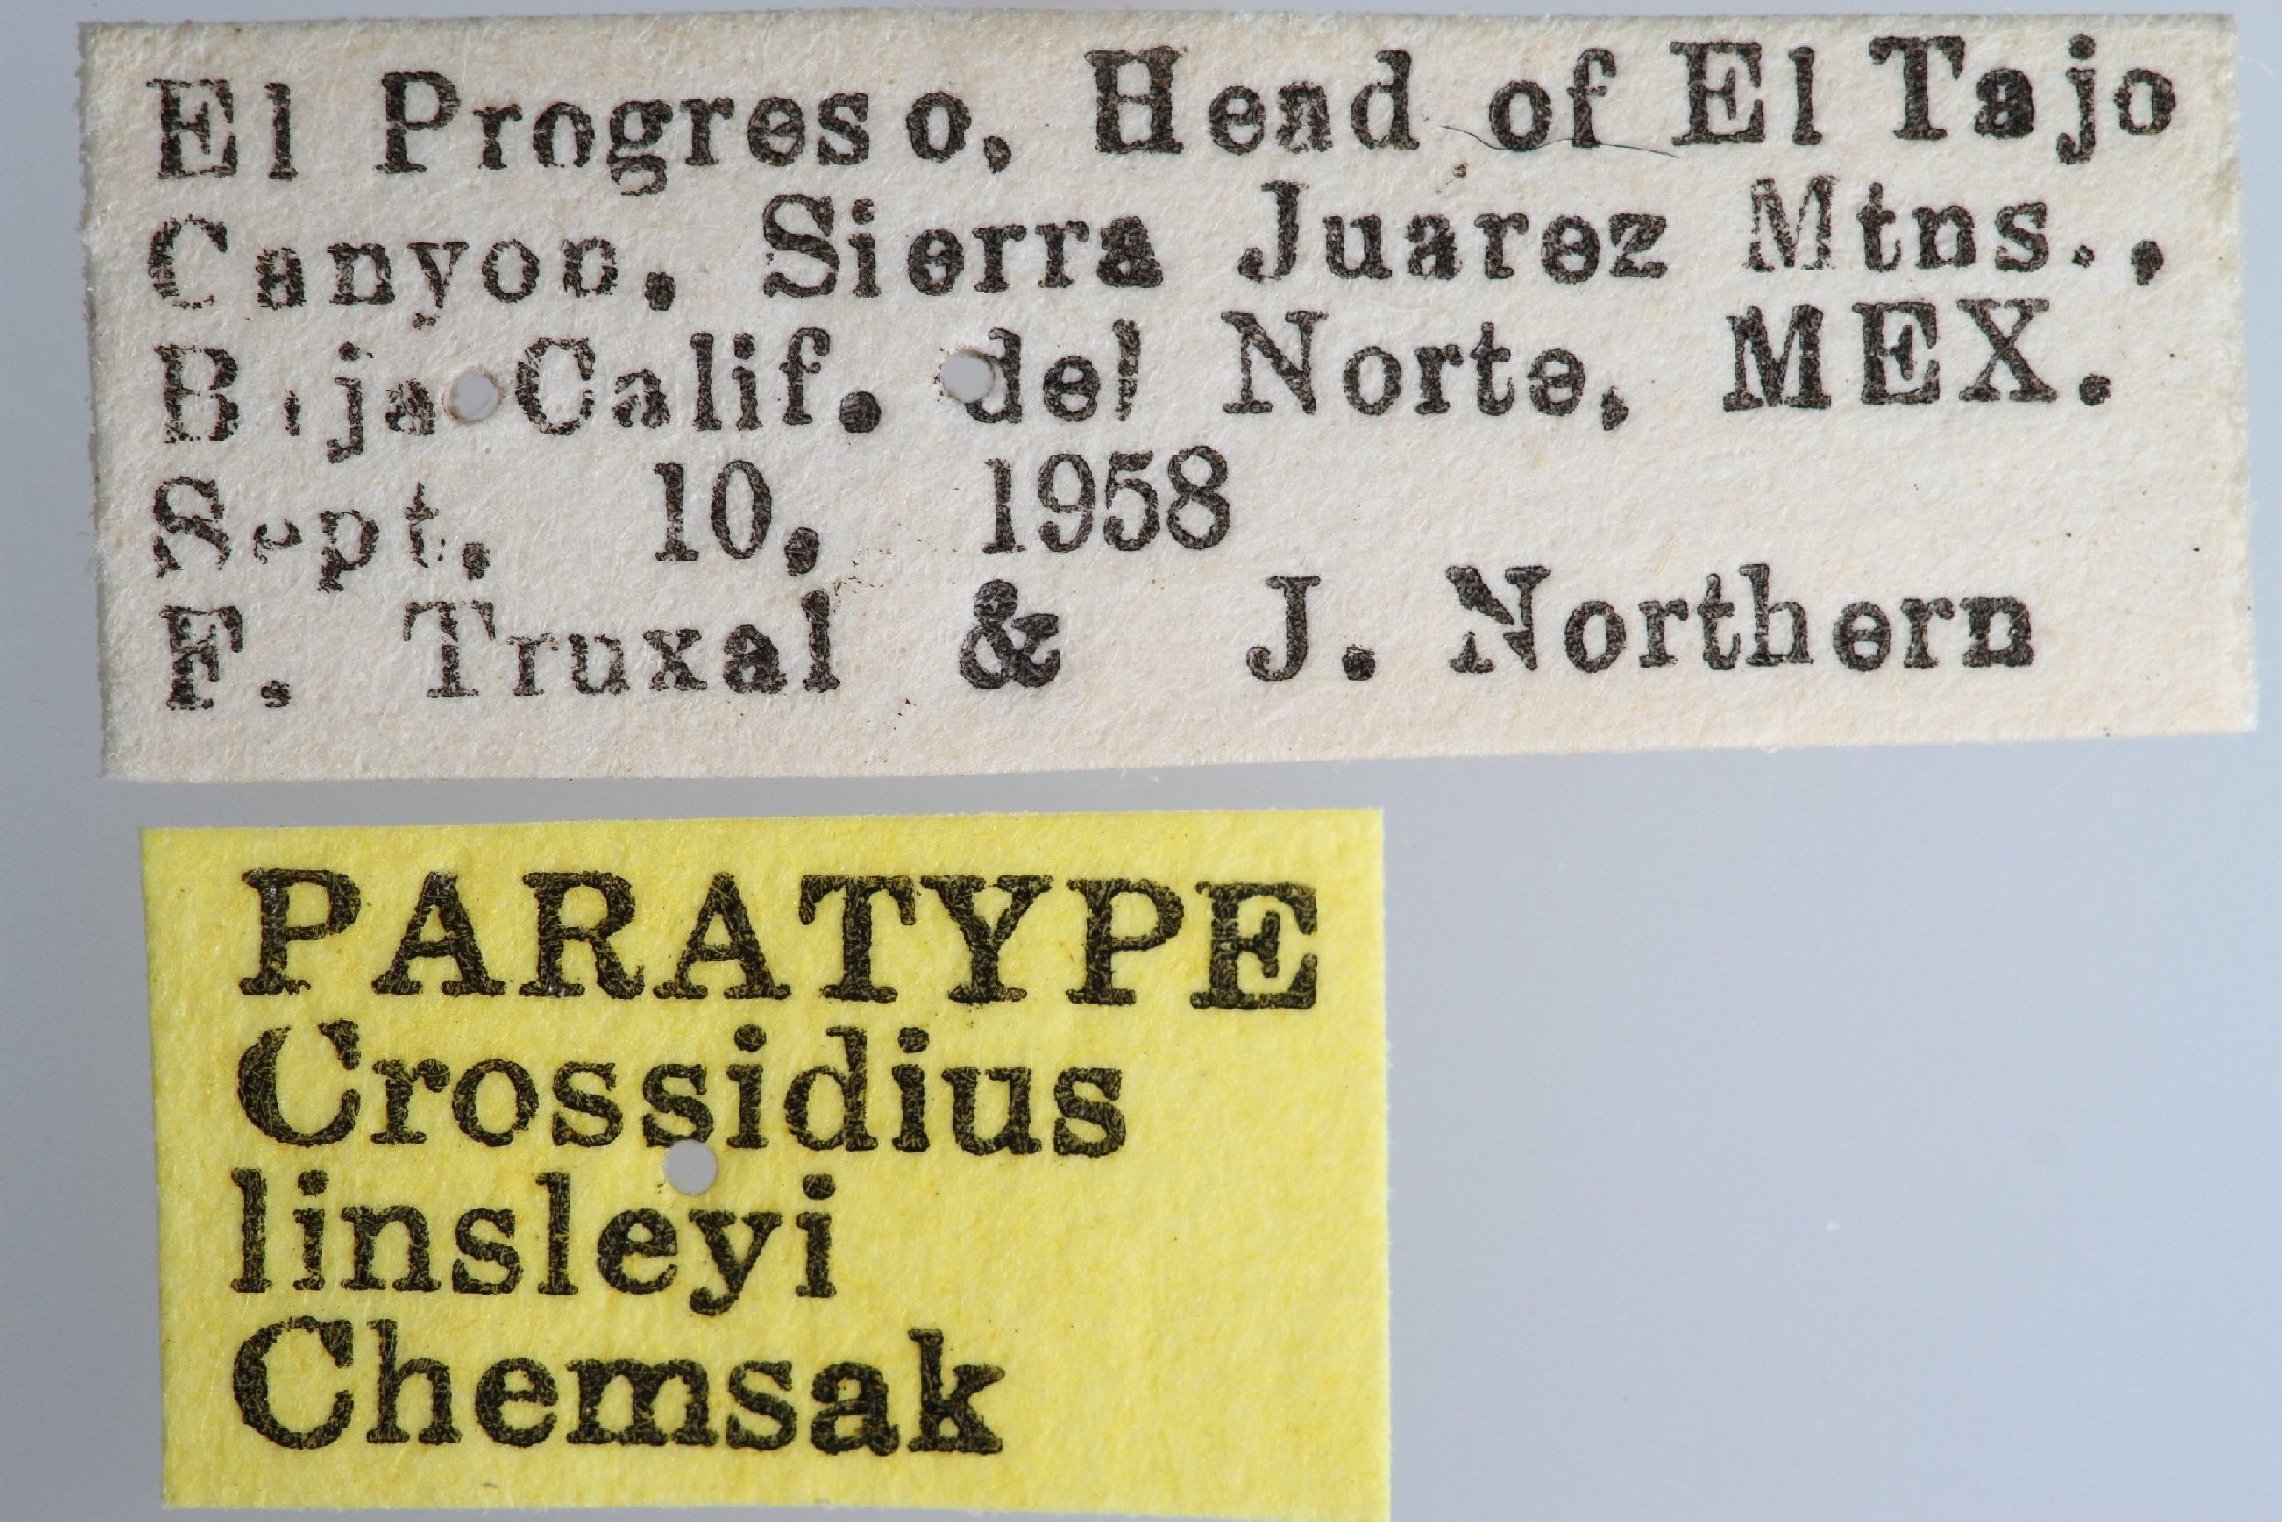 El Progreso, Head of El Tajo
Canyon, Sierra Juarez Mtns.,
Baja Calif. del Norte, MEX.
Sept. 10, 1958
F. Truxal & J. Northern
PARATYPE
Crossidius
linsleyi
Chemsak